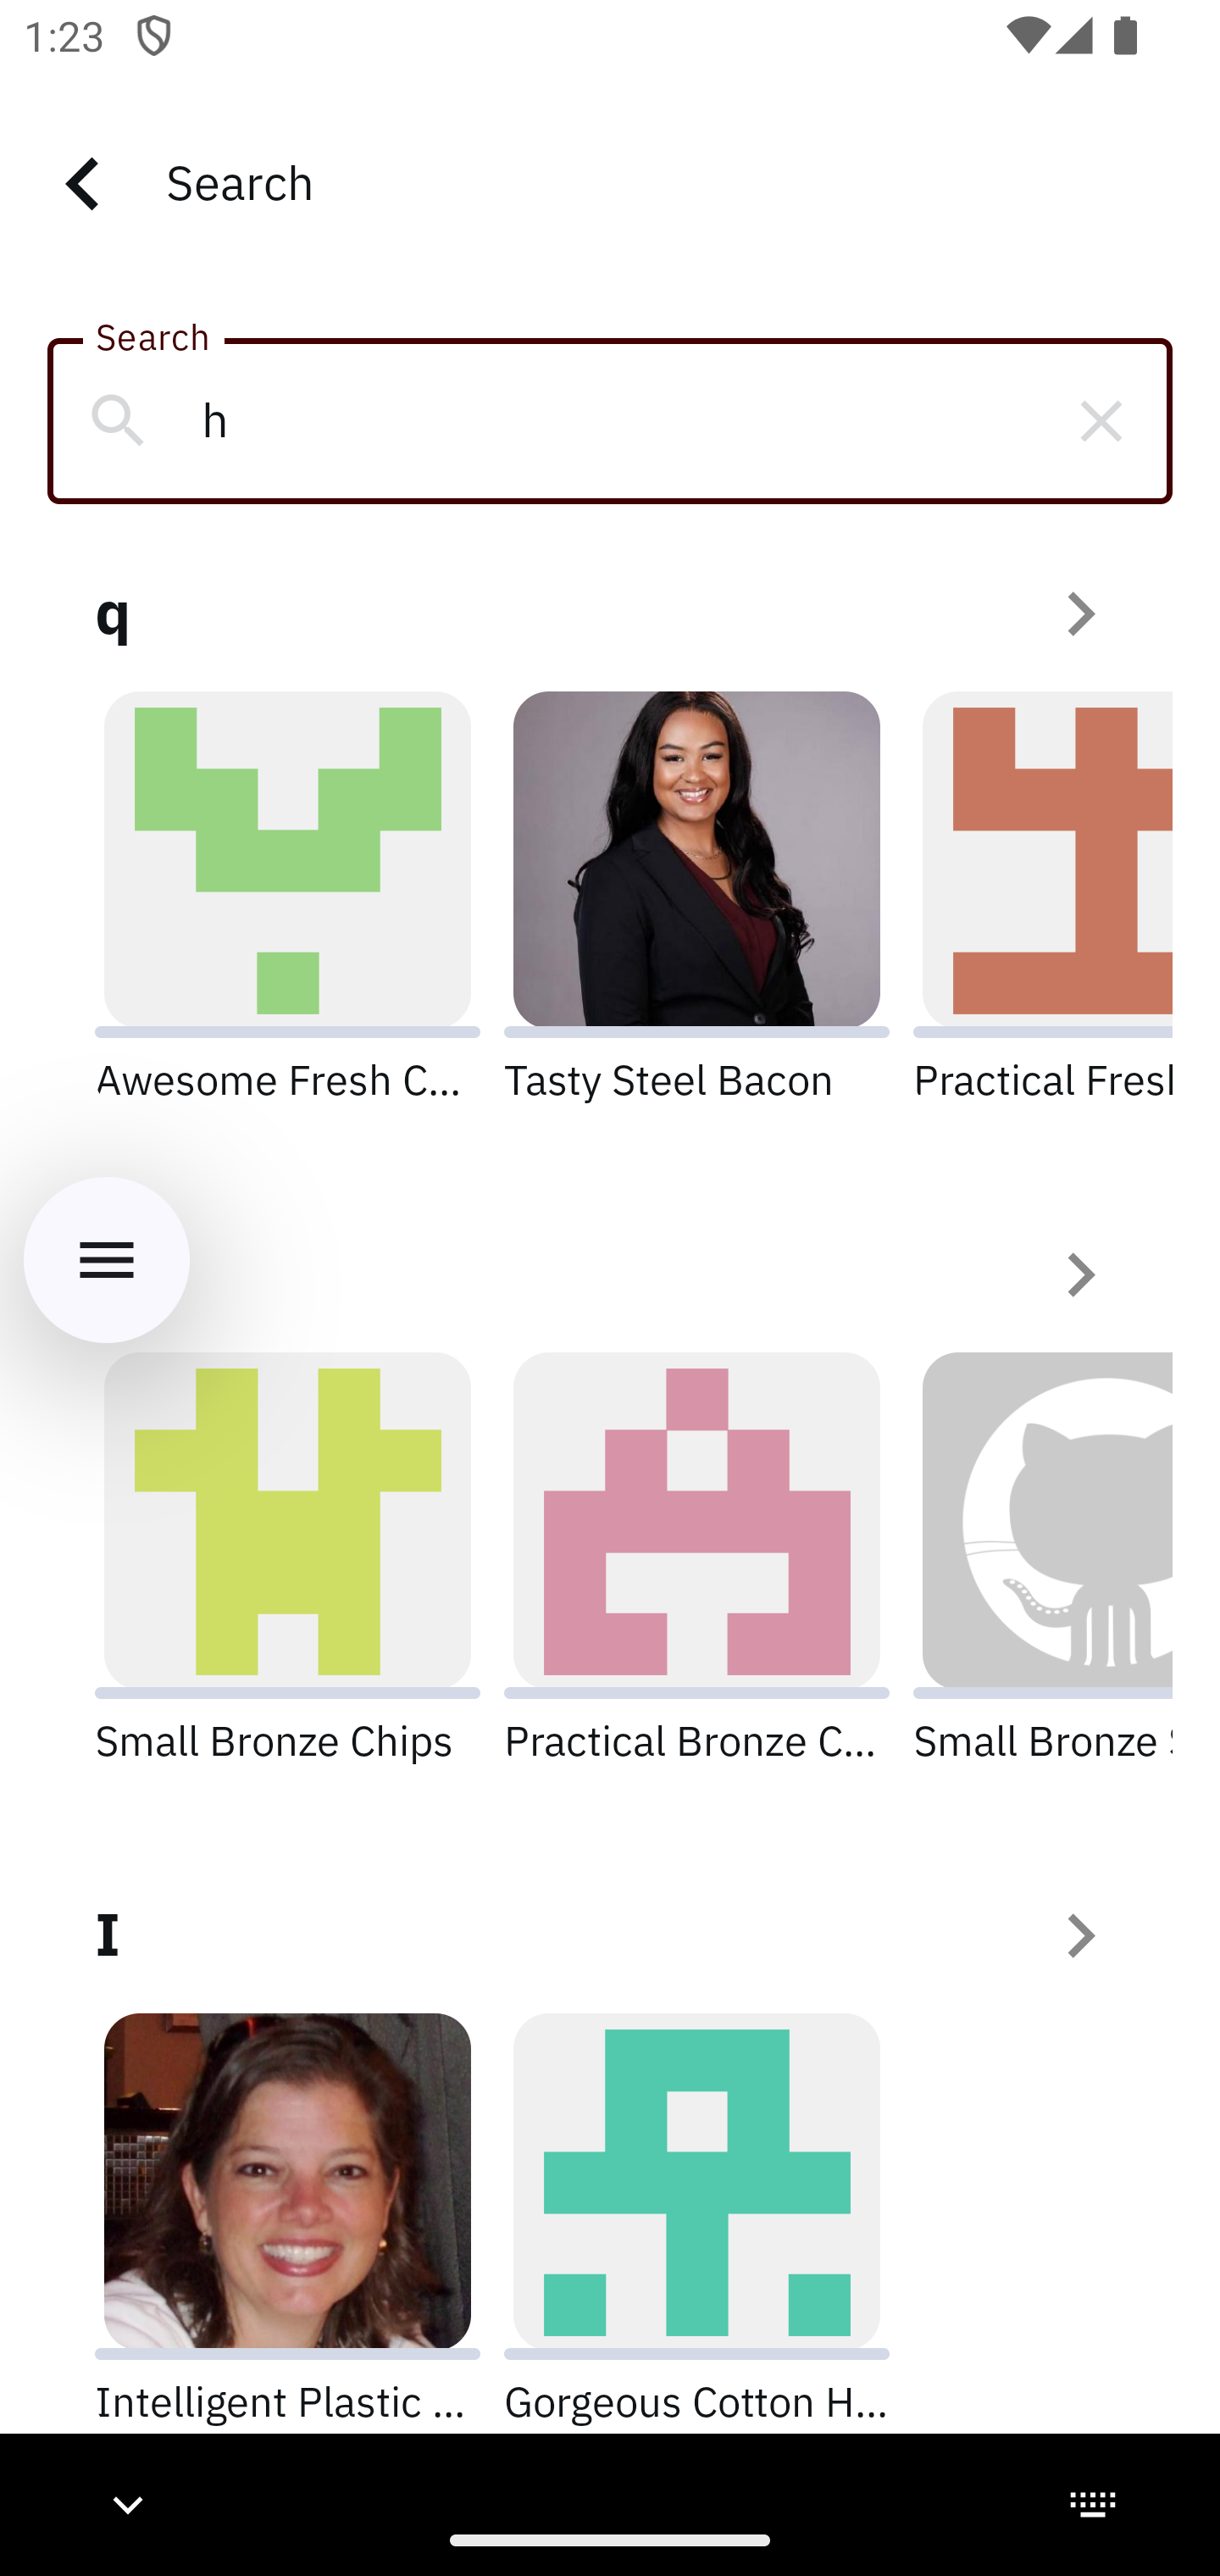 1:23
Search
Search
h
q
Awesome Fresh C...
Tasty Steel Bacon
Practical Fresh
Small Bronze Chips
Practical Bronze C...
Small Bronze
I
Intelligent Plastic ...
Gorgeous Cotton H...